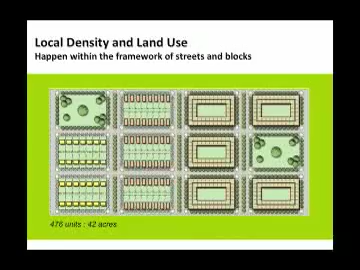 Local Density and Land Use
Happen within the framework of streets and blocks
476 units : 42 acres